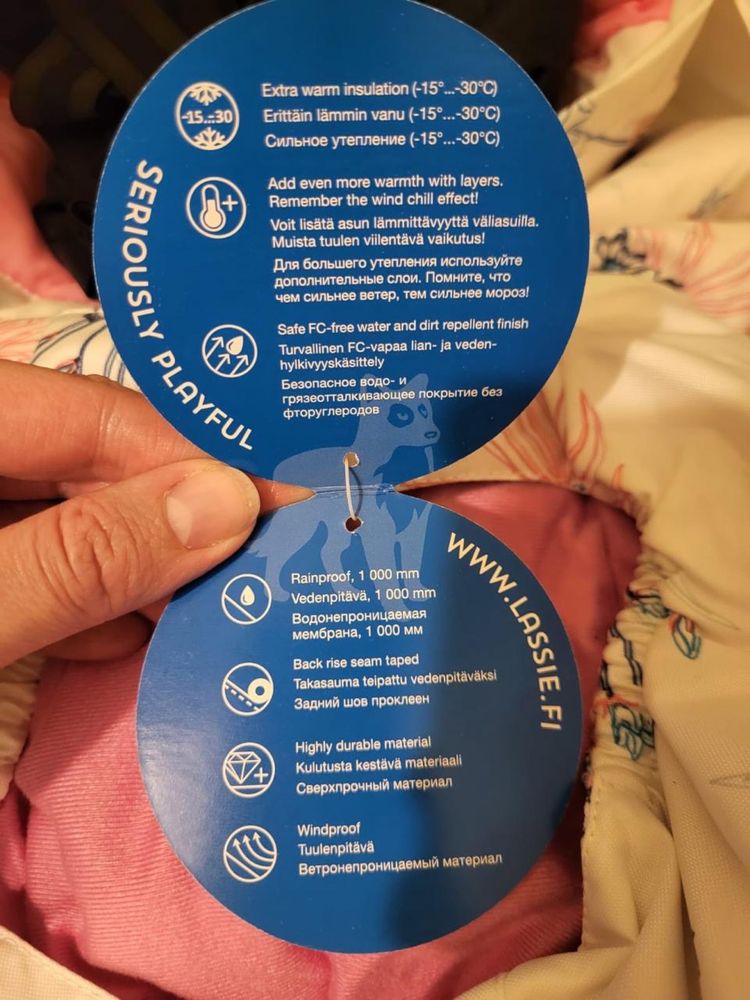 -15...-30
Extra warm insulation (-15°...-30°C)
Erittäin lämmin vanu (-15°...-30°C)
Сильное утепление (-15°...-30°C)
Add even more warmth with layers.
Remember the wind chill effect!
Voit lisätä asun lämmittävyyttä väliasuilla.
Muista tuulen viilentävä vaikutus!
Для большего утепления используйте
дополнительные слои. Помните, что
чем сильнее ветер, тем сильнее мороз!
Safe FC-free water and dirt repellent finish
Turvallinen FC-vapaa lian- ja veden-
hylkivyyskäsittely
Безопасное водо- и
грязеотталкивающее покрытие без
фторуглеродов
SERIOUSLY PLAYFUL
Rainproof, 1 000 mm
Vedenpitävä, 1 000 mm
Водонепроницаемая
мембрана, 1 000 мм
Back rise seam taped
Takasauma teipattu vedenpitäväksi
Задний шов проклеен
Highly durable material
Kulutusta kestävä materiaali
Сверхпрочный материал
Windproof
Tuulenpitävä
Ветронепроницаемый материал
WWW.LASSIE.FI